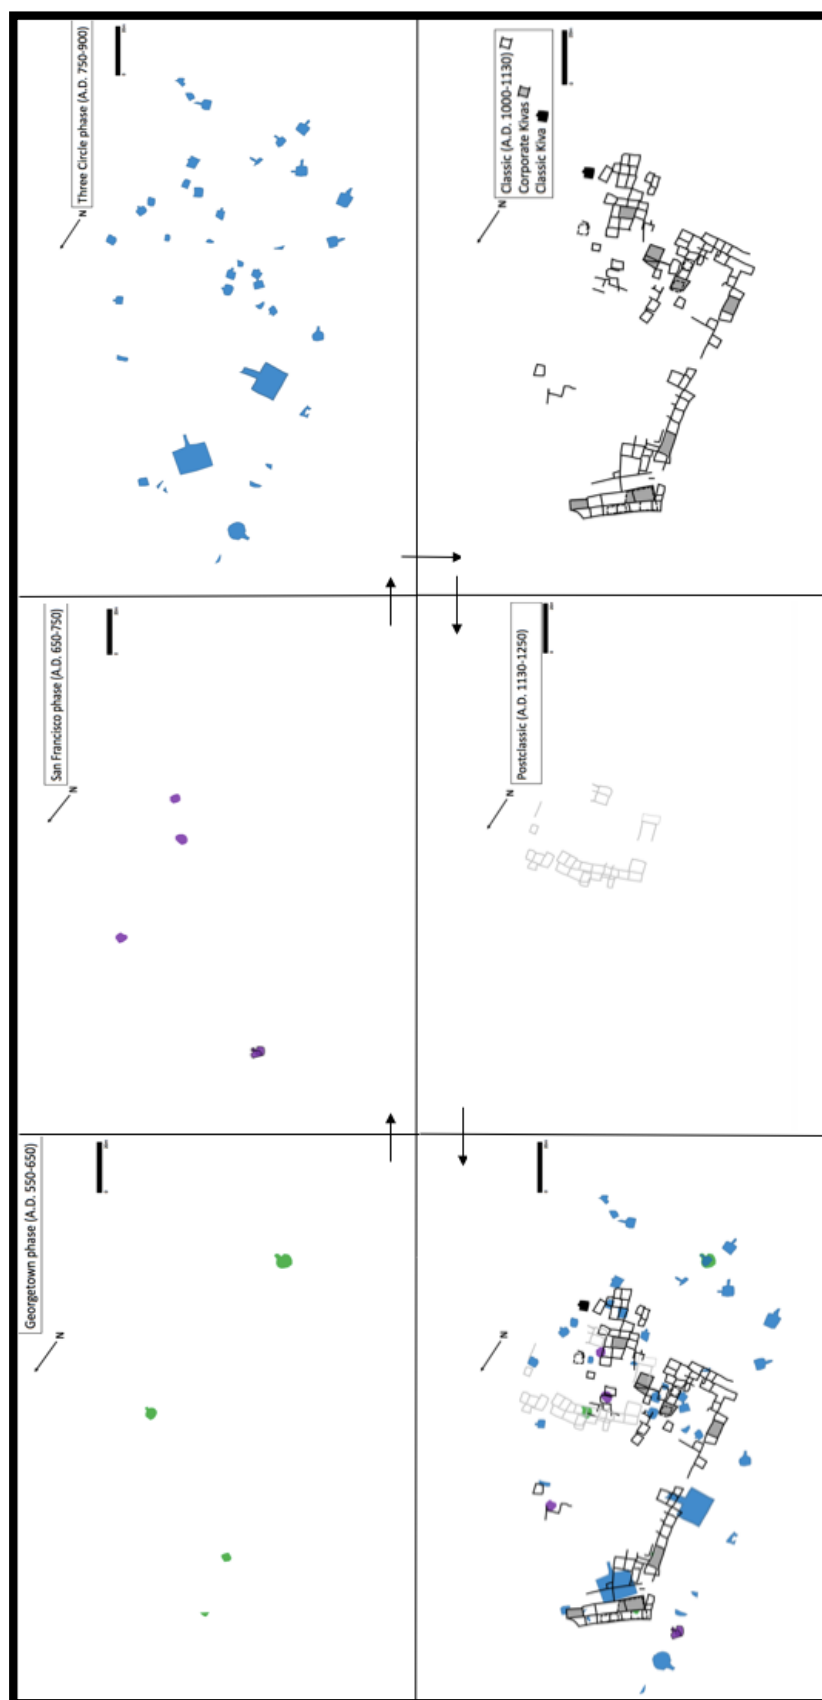 Georgetown phase (A.D. 550-650)
N
San Francisco phase (A.D. 650-750)
N
Three Circle phase (A.D. 750-900)
N
Classic (A.D. 1000-1130)
Corporate Kivas
Classic Kiva
N
Postclassic (A.D. 1130-1250)
N
N